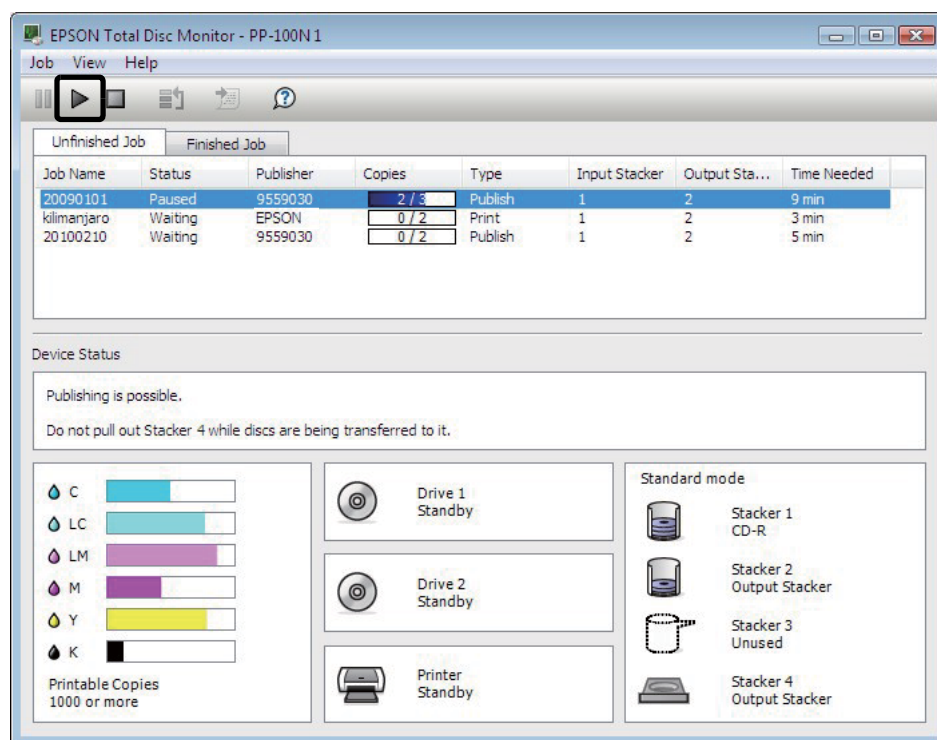 EPSON Total Disc Monitor - PP-100N 1
Job View Help
Unfinished Job Finished Job
Job Name Status Publisher Copies Type Input Stacker Output Sta... Time Needed
20090101 Paused 9559030 2 / 3 Publish 1 2 9 min
kilimanjaro Waiting EPSON 0 / 2 Print 1 2 3 min
20100210 Waiting 9559030 0 / 2 Publish 1 2 5 min
Device Status
Publishing is possible.
Do not pull out Stacker 4 while discs are being transferred to it.
C
LC
LM
M
Y
K
Printable Copies
1000 or more
Drive 1
Standby
Drive 2
Standby
Printer
Standby
Standard mode
Stacker 1
CD-R
Stacker 2
Output Stacker
Stacker 3
Unused
Stacker 4
Output Stacker